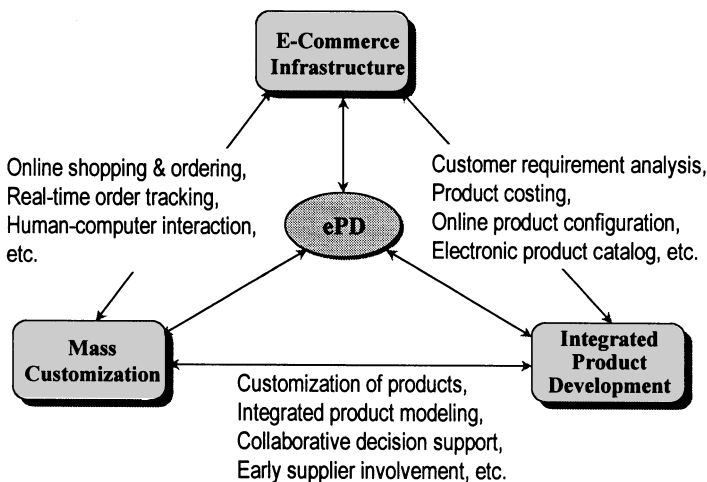 E-Commerce
Infrastructure
Online shopping & ordering,
Real-time order tracking,
Human-computer interaction,
etc.
Customer requirement analysis,
Product costing,
Online product configuration,
Electronic product catalog, etc.
ePD
Mass
Customization
Integrated
Product
Development
Customization of products,
Integrated product modeling,
Collaborative decision support,
Early supplier involvement, etc.